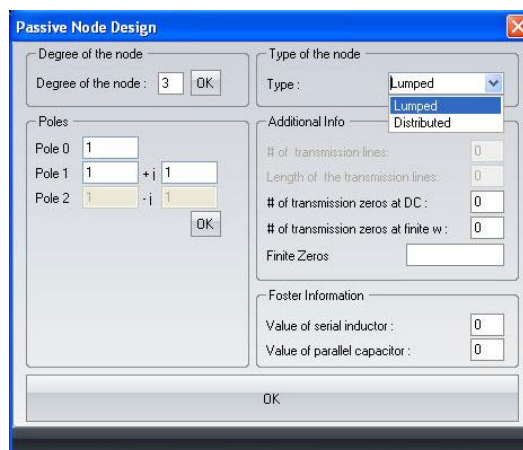 Passive Node Design
Degree of the node
Degree of the node : 3 OK
Type of the node
Type : Lumped
Lumped
Distributed
Poles
Pole 0 1
Pole 1 1 + j 1
Pole 2 1 - j 1
OK
Additional Info
# of transmission lines: 0
Length of the transmission lines: 0
# of transmission zeros at DC : 0
# of transmission zeros at finite w : 0
Finite Zeros
Foster Information
Value of serial inductor : 0
Value of parallel capacitor : 0
OK